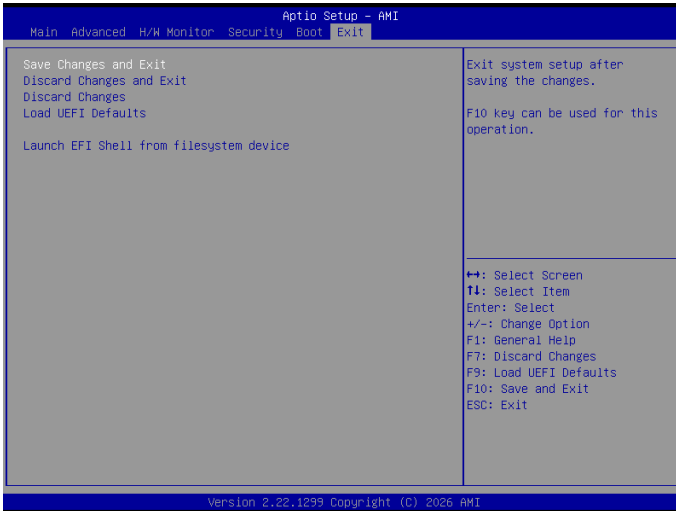 Aptio Setup – AMI
Main Advanced H/W Monitor Security Boot Exit
Save Changes and Exit
Discard Changes and Exit
Discard Changes
Load UEFI Defaults
Launch EFI Shell from filesystem device
Exit system setup after
saving the changes.
F10 key can be used for this
operation.
↔: Select Screen
↑↓: Select Item
Enter: Select
+/-: Change Option
F1: General Help
F7: Discard Changes
F9: Load UEFI Defaults
F10: Save and Exit
ESC: Exit
Version 2.22.1299 Copyright (C) 2026 AMI